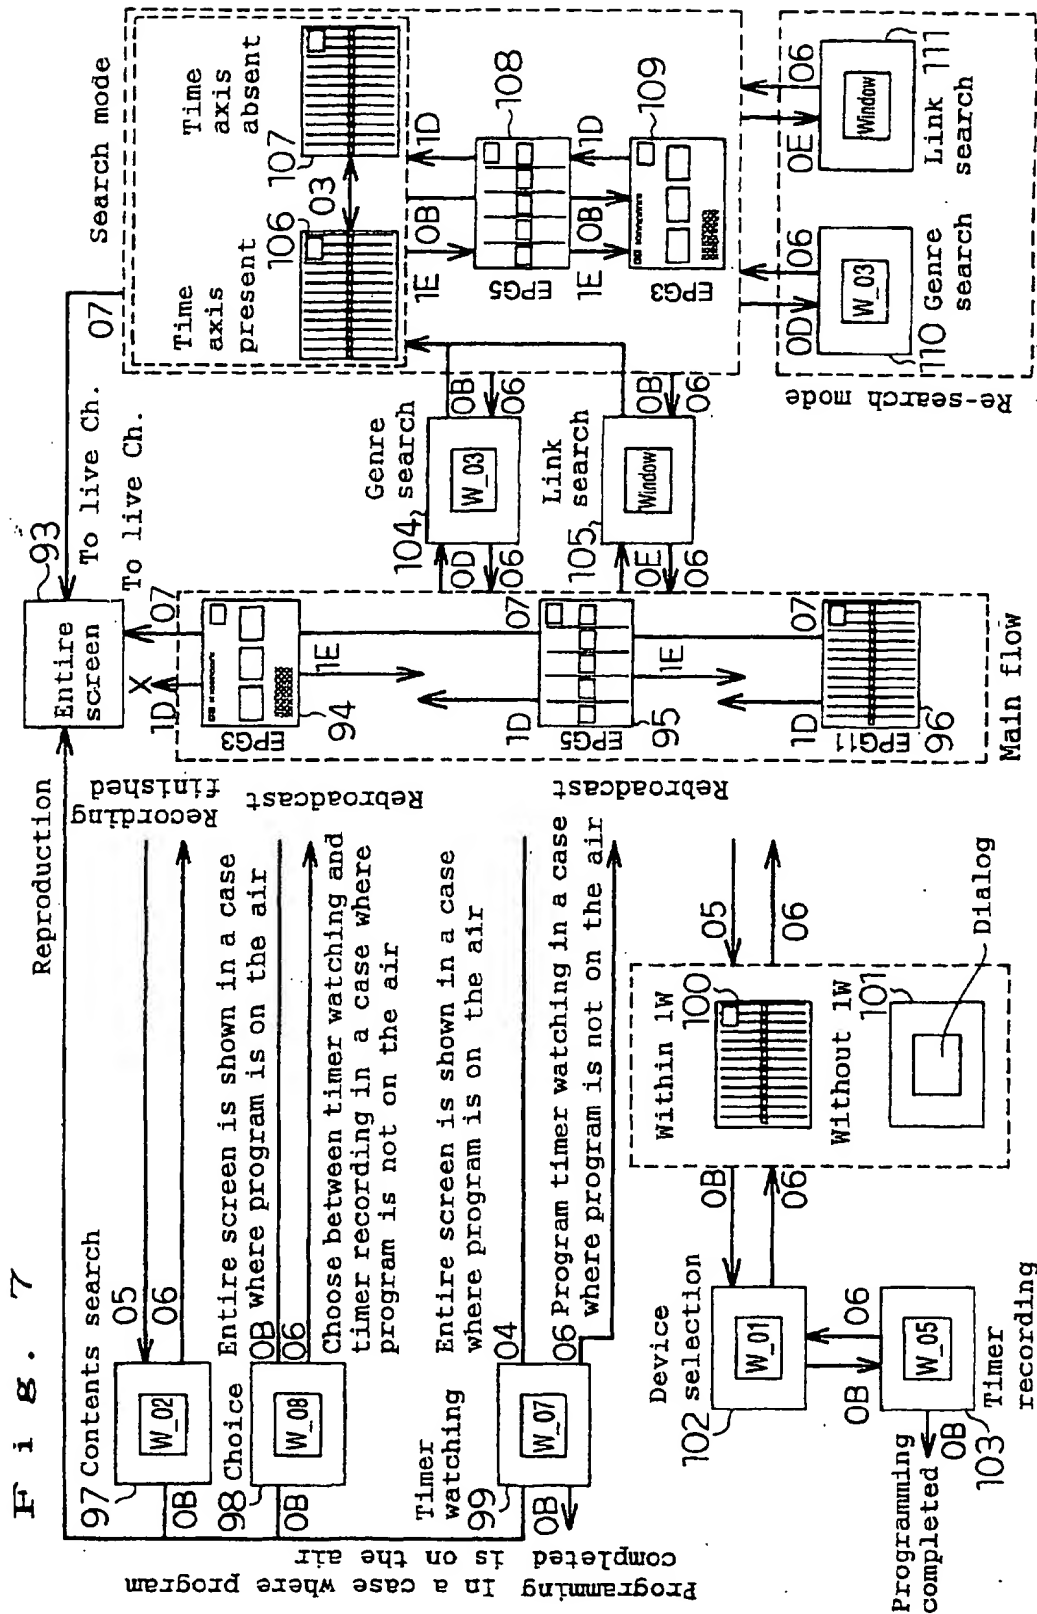 Fig. 7
97 Contents search
W_02
05
06
0B
Reproduction
Recording
finished
98 Choice
W_08
0B
06
0B
Entire screen is shown in a case
where program is on the air
Choose between timer watching and
timer recording in a case where
program is not on the air
Rebroadcast
Timer
watching
99
W_07
04
06
0B
Entire screen is shown in a case
where program is on the air
Program timer watching in a case
where program is not on the air
Rebroadcast
Programming In a case where program
completed is on the air
Device
selection
102
W_01
0B
06
0B
06
W_05
Timer
recording
103
0B
Programming
completed
Within 1W
100
Without 1W
101
Dialog
05
06
93
Entire
screen
To live Ch.
To live Ch.
07
X
1D
07
EPG3
94
1E
07
1D
EPG5
95
1E
07
1D
EPG11
96
Main flow
Genre
search
104
W_03
0D
06
0B
06
Link
search
105
Window
0E
06
0B
06
Search mode
Time
axis
present
106
03
Time
axis
absent
107
1E
0B
1D
EPG5
108
1E
0B
1D
EPG3
109
0D
06
W_03
110
Genre
search
0E
06
Window
111
Link
search
Re-search mode